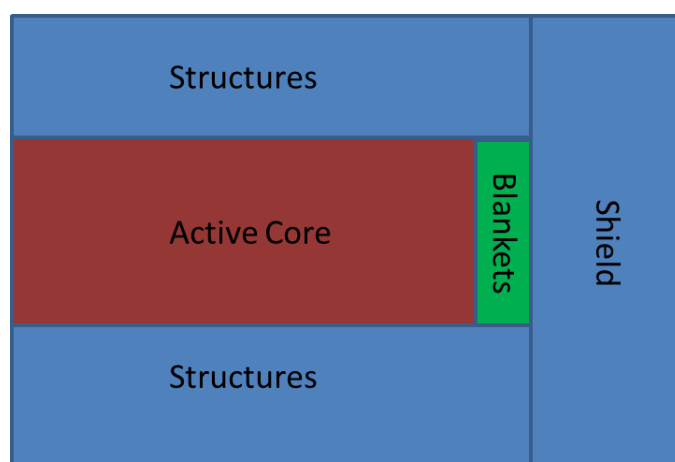 Structures
Active Core
Blankets
Shield
Structures